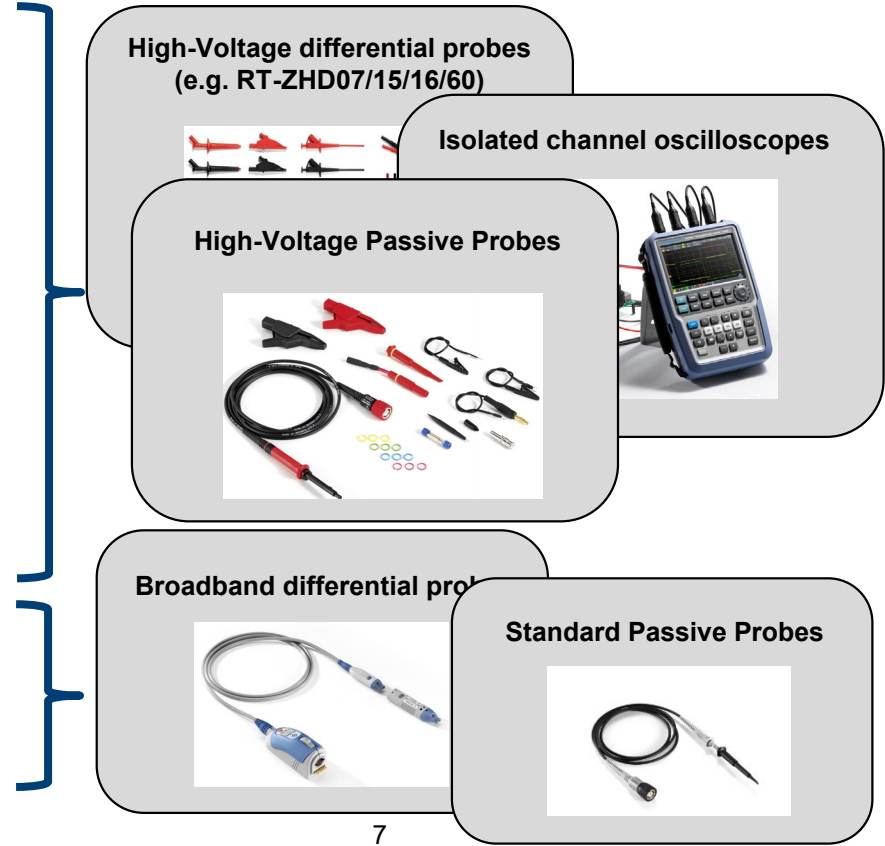 High-Voltage differential probes
(e.g. RT-ZHD07/15/16/60)
Isolated channel oscilloscopes
High-Voltage Passive Probes
Broadband differential
Standard Passive Probes
7